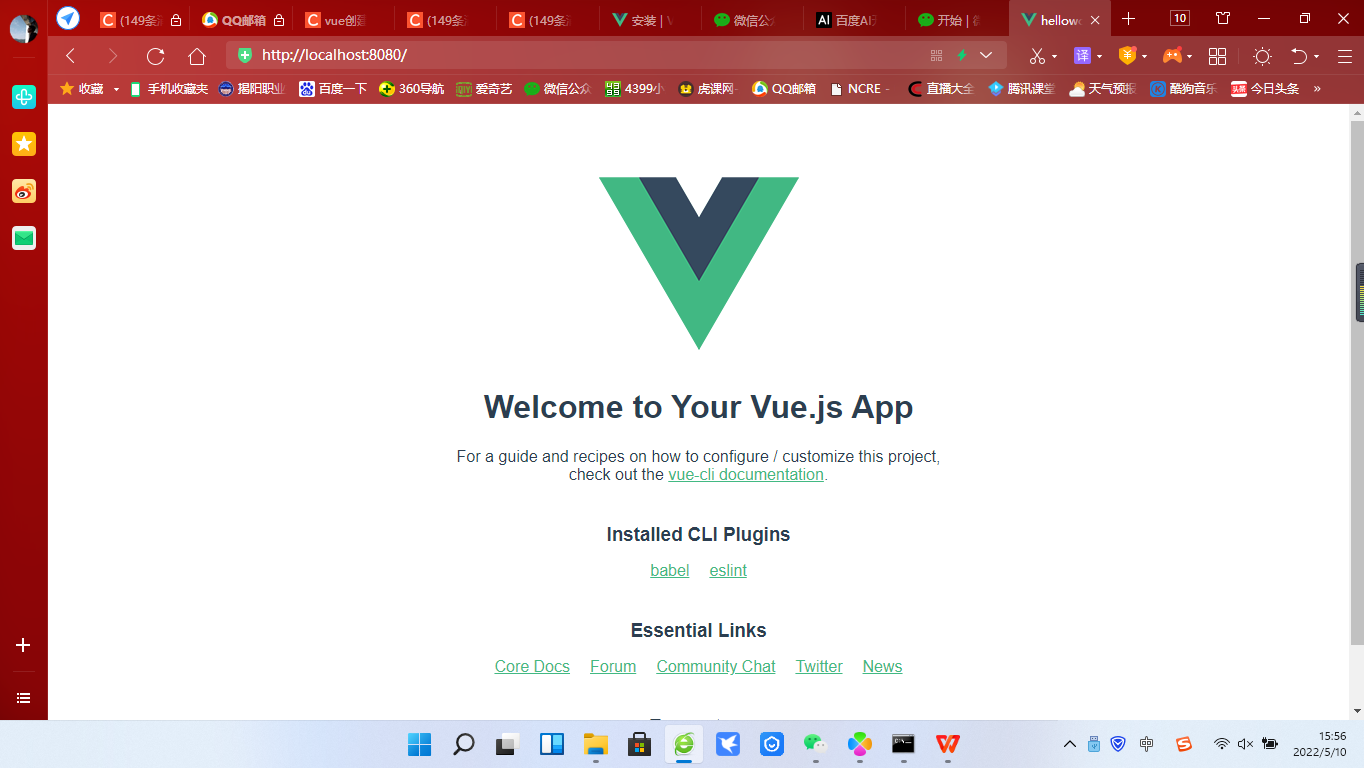 (149条
QQ邮箱
vue创建
(149条
(149条
安装 | V
微信公众
AI 百度AI
开始 |
hellowo
10
http://localhost:8080/
译
收藏
手机收藏夹
揭阳职业
百度一下
360导航
爱奇艺
微信公众
4399小
虎课网-
QQ邮箱
NCRE -
直播大全
腾讯课堂
天气预报
酷狗音乐
头条 今日头条
»
Welcome to Your Vue.js App
For a guide and recipes on how to configure / customize this project,
check out the vue-cli documentation.
Installed CLI Plugins
babel eslint
Essential Links
Core Docs Forum Community Chat Twitter News
中
15:56
2022/5/10